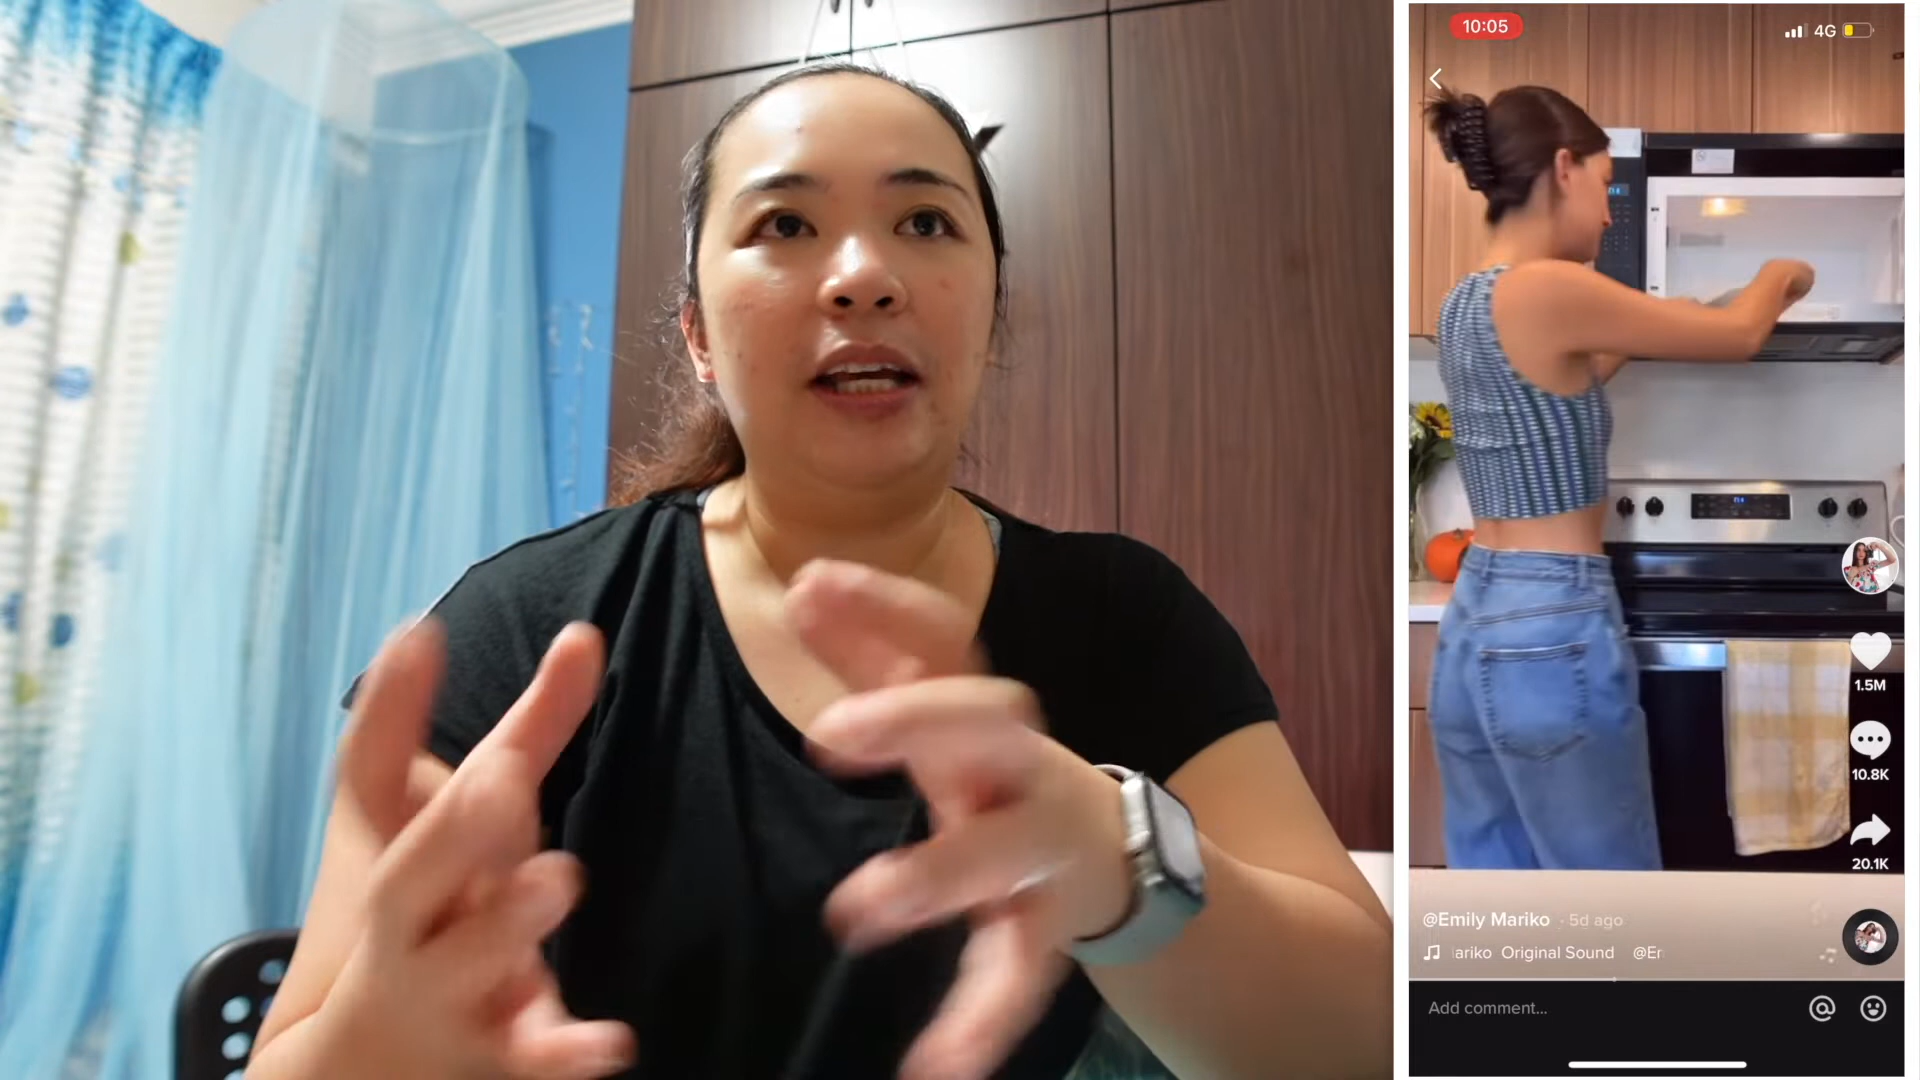 10:05
4G
1.5M
10.8K
20.1K
@Emily Mariko · 5d ago
ariko Original Sound @Er
Add comment...